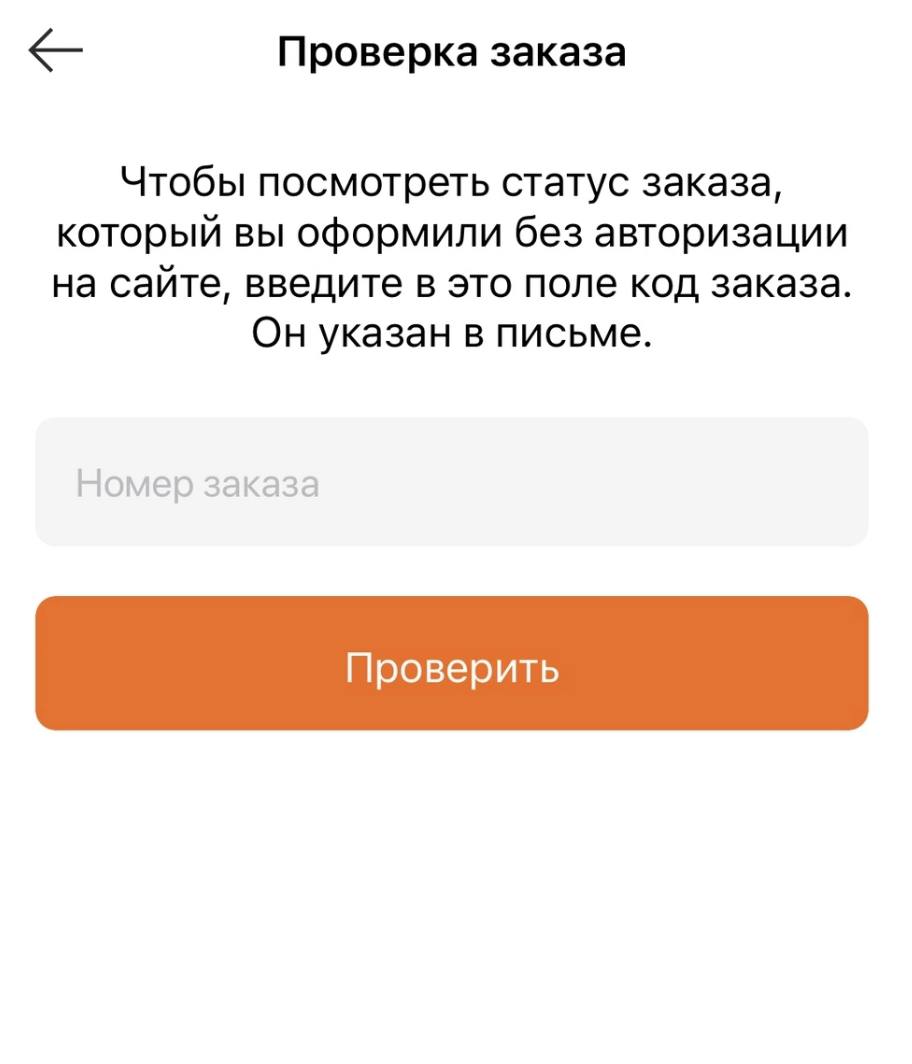 Проверка заказа
Чтобы посмотреть статус заказа,
который вы оформили без авторизации
на сайте, введите в это поле код заказа.
Он указан в письме.
Номер заказа
Проверить